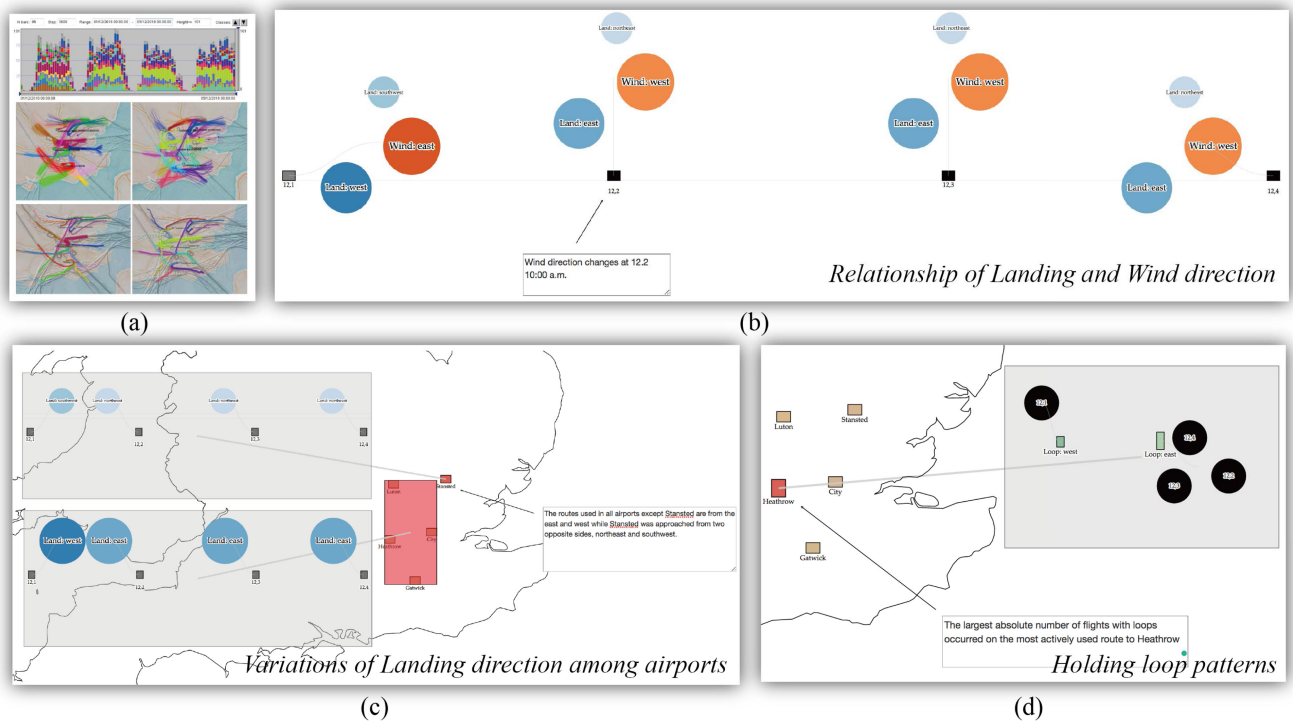 Land: northeast
Land: northeast
Wind: west
Wind: west
Land: southwest
Land: northeast
Land: east
Land: east
Wind: east
Wind: west
Land: west
Land: east
12,1
12,2
12,3
12,4
Wind direction changes at 12.2
10:00 a.m.
Relationship of Landing and Wind direction
(a)
(b)
Land: southwest
Land: northeast
Land: northeast
Land: northeast
12,1
12,2
12,3
12,4
Stansted
Luton
Land: west
Land: east
Land: east
Land: east
Heathrow
City
12,1
12,2
12,3
12,4
Gatwick
The routes used in all airports except Stansted are from the
east and west while Stansted was approached from two
opposite sides, northeast and southwest.
Variations of Landing direction among airports
(c)
12,1
Luton
Stansted
Loop: west
Loop: east
12,4
12,2
12,3
Heathrow
City
Gatwick
The largest absolute number of flights with loops
occurred on the most actively used route to Heathrow
Holding loop patterns
(d)